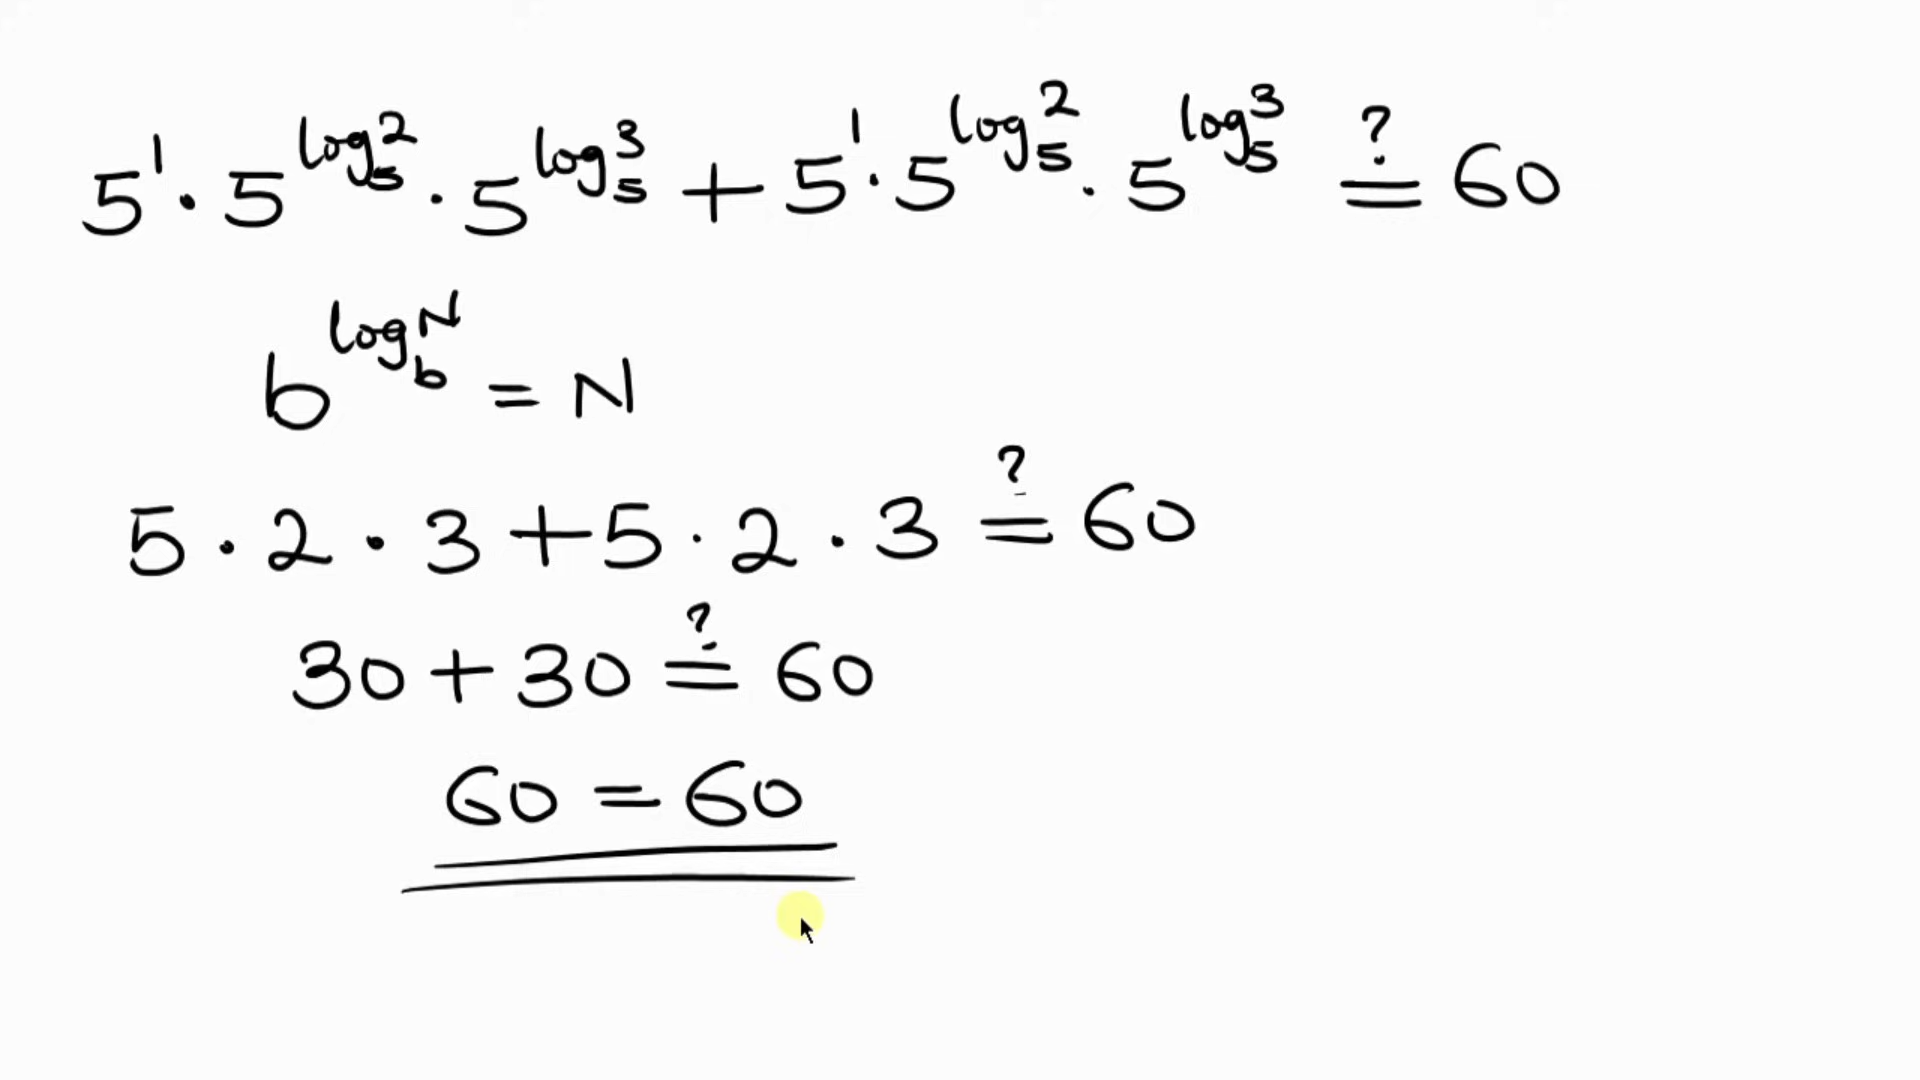 5¹ · 5^(log₅2) · 5^(log₅3) + 5¹ · 5^(log₅2) · 5^(log₅3) ≟ 60
b^(log_b N) = N
5 · 2 · 3 + 5 · 2 · 3 ≟ 60
30 + 30 ≟ 60
60 = 60